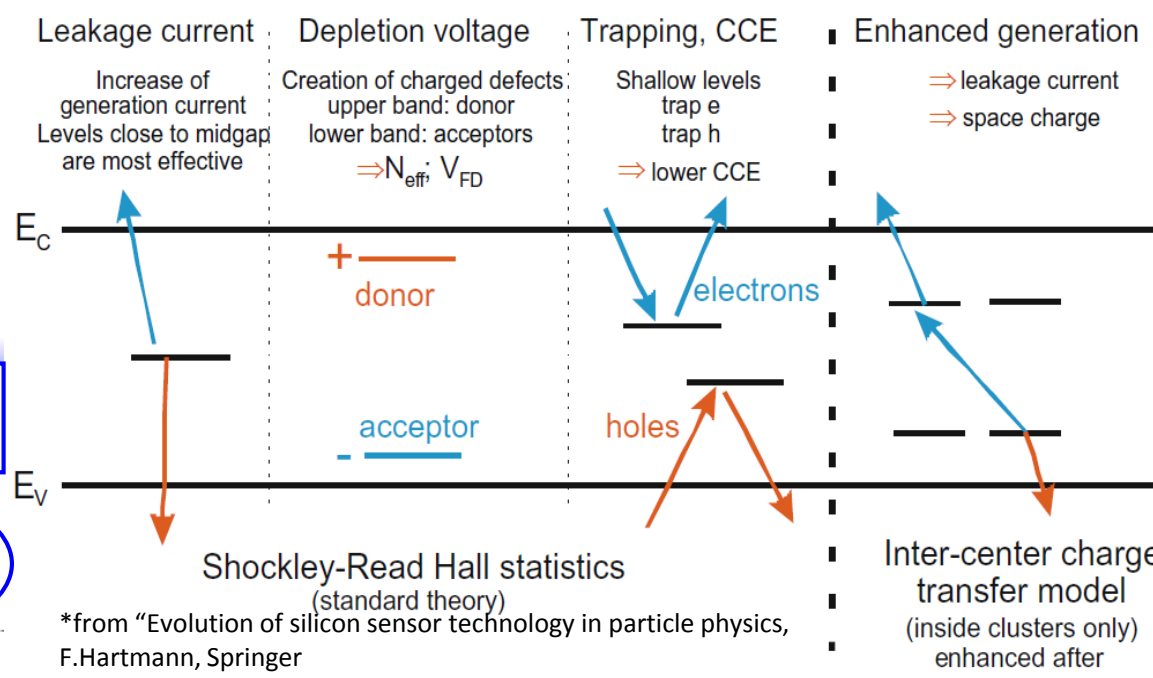 Leakage current
Increase of
generation current
Levels close to midgap
are most effective
Depletion voltage
Creation of charged defects
upper band: donor
lower band: acceptors
⇒N_eff; V_FD
Trapping, CCE
Shallow levels
trap e
trap h
⇒ lower CCE
Enhanced generation
⇒ leakage current
⇒ space charge
E_C
+
donor
electrons
acceptor
-
holes
E_V
Shockley-Read Hall statistics
(standard theory)
Inter-center charge
transfer model
(inside clusters only)
enhanced after
*from “Evolution of silicon sensor technology in particle physics,
F.Hartmann, Springer